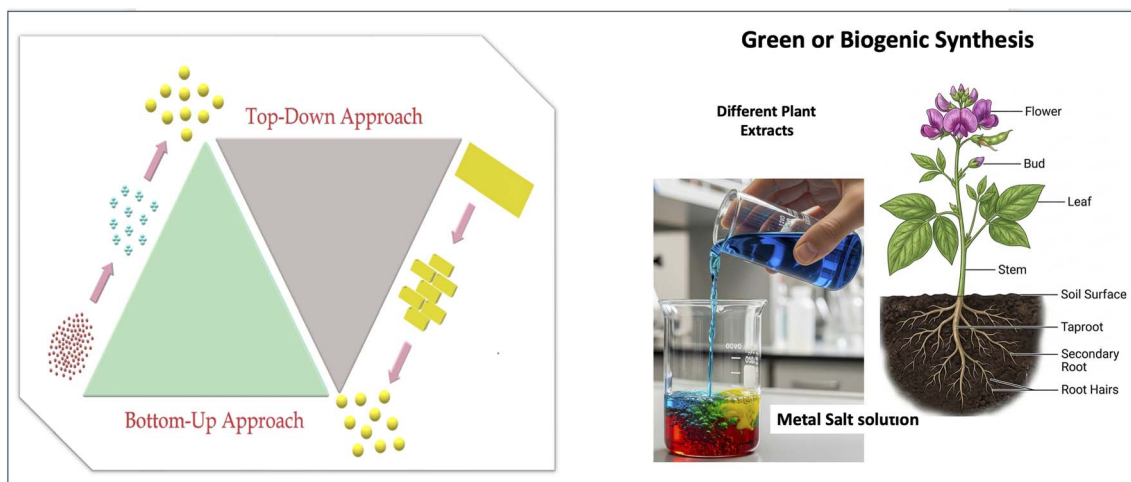 Top-Down Approach
Bottom-Up Approach
Green or Biogenic Synthesis
Different Plant
Extracts
Metal Salt solution
Flower
Bud
Leaf
Stem
Soil Surface
Taproot
Secondary
Root
Root Hairs